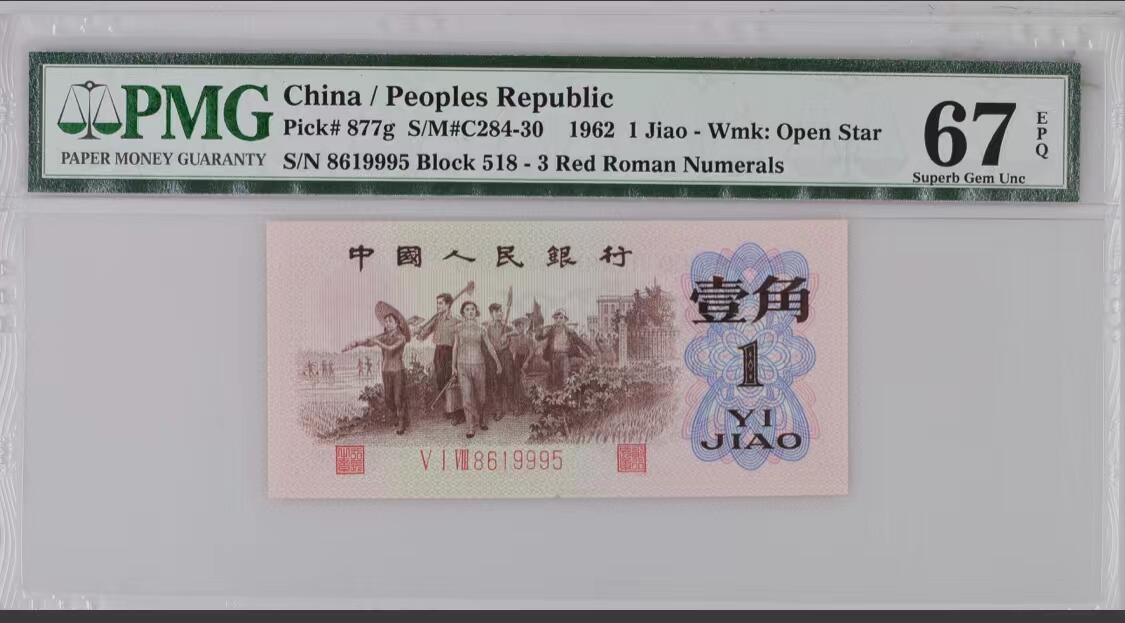 PMG
PAPER MONEY GUARANTY
China / Peoples Republic
Pick# 877g S/M#C284-30 1962 1 Jiao - Wmk: Open Star
S/N 8619995 Block 518 - 3 Red Roman Numerals
67
EPQ
Superb Gem Unc
中國人民銀行
壹角
1
YI
JIAO
V I VIII 8619995